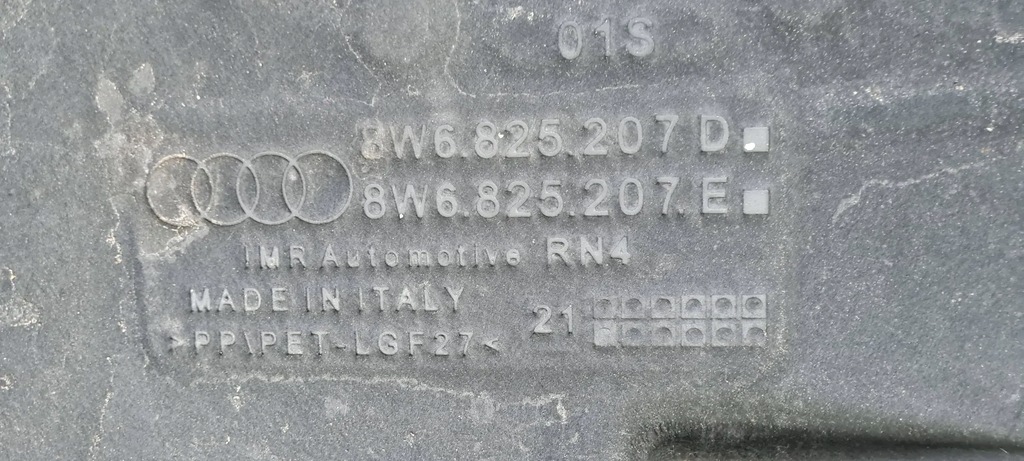 01S
8W6.825.207 D
8W6.825.207. E
IMR Automotive RN4
MADE IN ITALY
21
>PP\PET-LGF27<